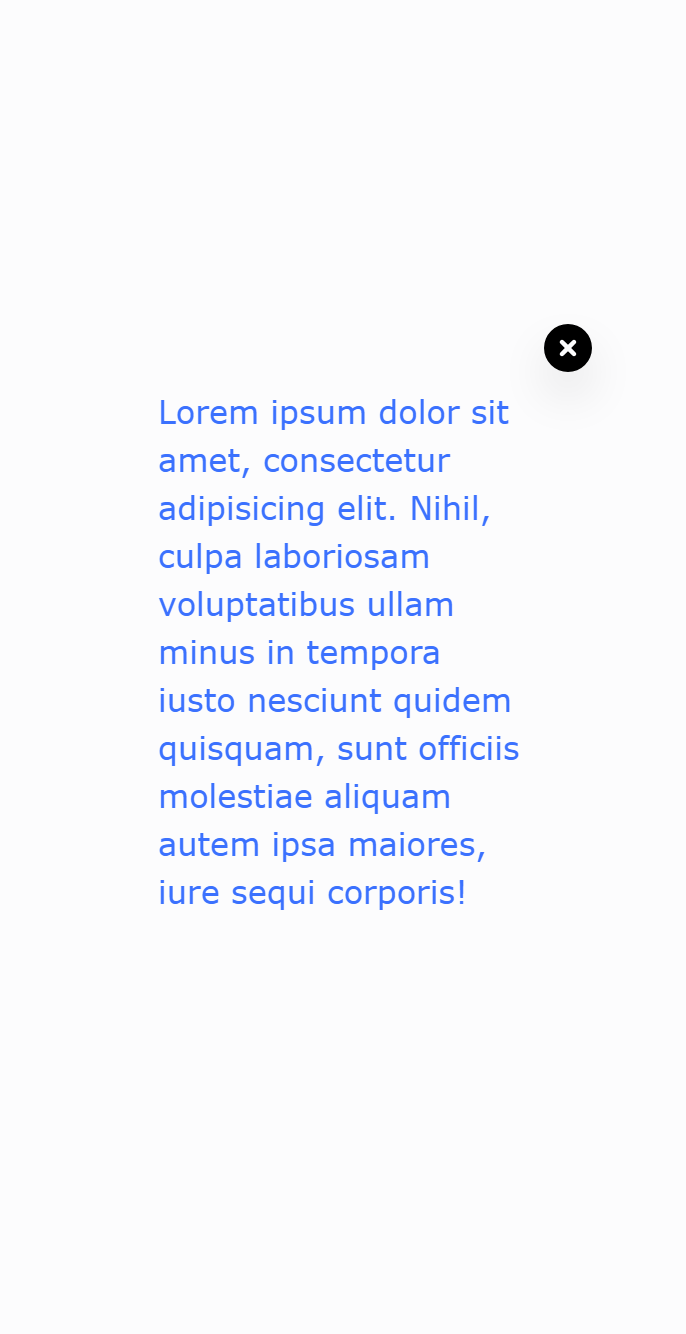 Lorem ipsum dolor sit
amet, consectetur
adipisicing elit. Nihil,
culpa laboriosam
voluptatibus ullam
minus in tempora
iusto nesciunt quidem
quisquam, sunt officiis
molestiae aliquam
autem ipsa maiores,
iure sequi corporis!